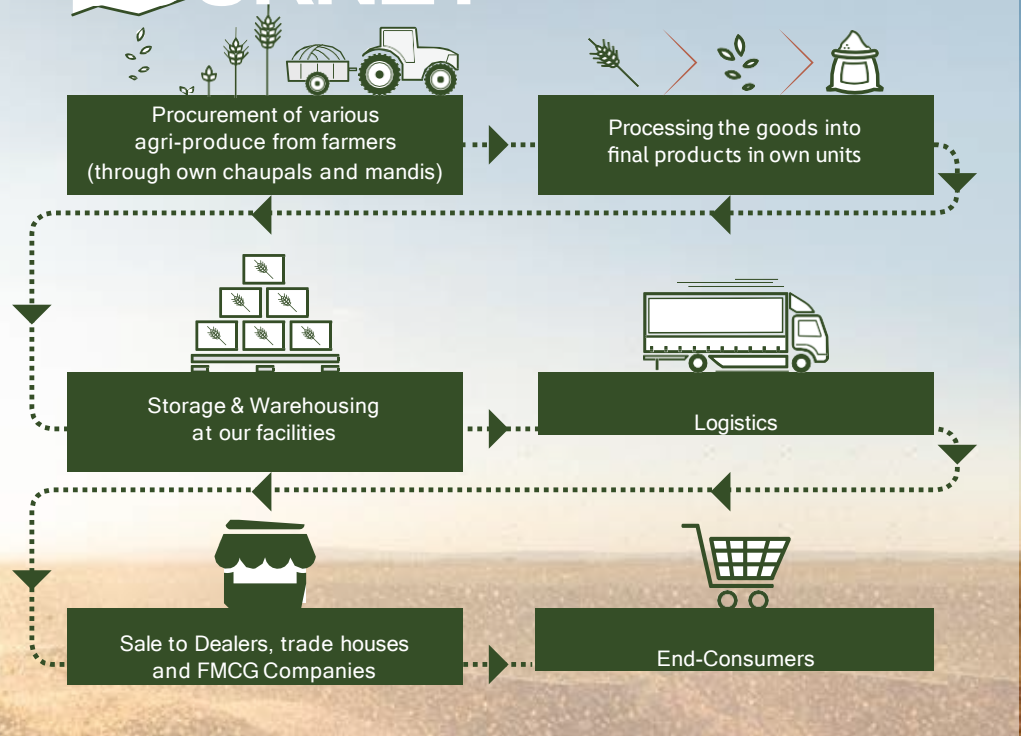 Procurement of various
agri-produce from farmers
(through own chaupals and mandis)
Processing the goods into
final products in own units
Storage & Warehousing
at our facilities
Logistics
Sale to Dealers, trade houses
and FMCG Companies
End-Consumers